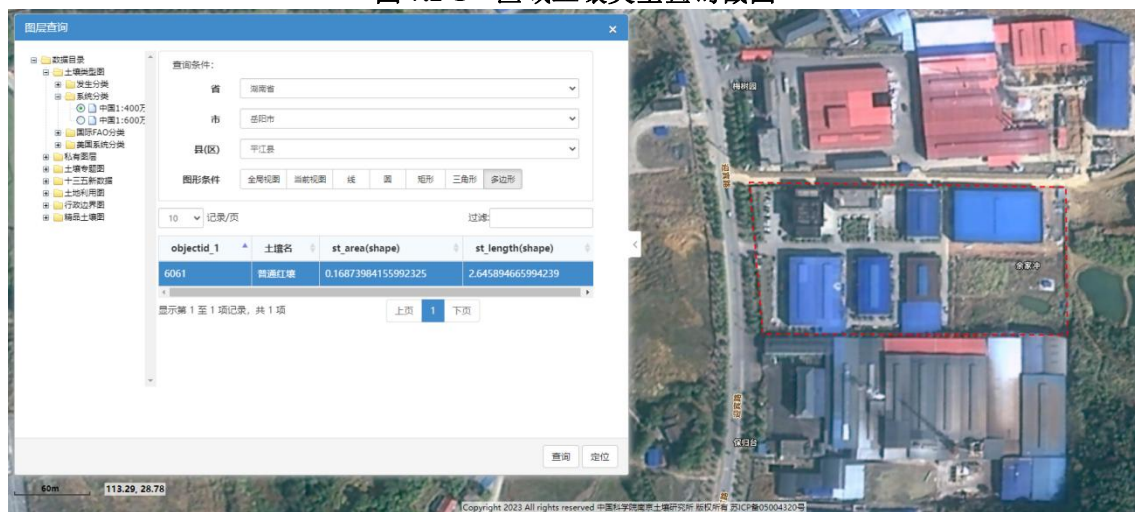 图层查询 ×
数据目录
土壤类型图
发生分类
系统分类
中国1:400万
中国1:600万
国际FAO分类
美国系统分类
私有图层
土壤专题图
十三五新数据
土地利用图
行政边界图
精品土壤图
查询条件:
省 湖南省
市 岳阳市
县(区) 平江县
图形条件 全局视图 当前视图 线 圆 矩形 三角形 多边形
10 记录/页 过滤:
objectid_1 土壤名 st_area(shape) st_length(shape)
6061 普通红壤 0.16873984155992325 2.645894665994239
显示第 1 至 1 项记录,共 1 项 上页 1 下页
查询 定位
梅树园
余家冲
保归台
60m 113.29, 28.78
Copyright 2023 All rights reserved 中国科学院南京土壤研究所 版权所有 苏ICP备05004320号